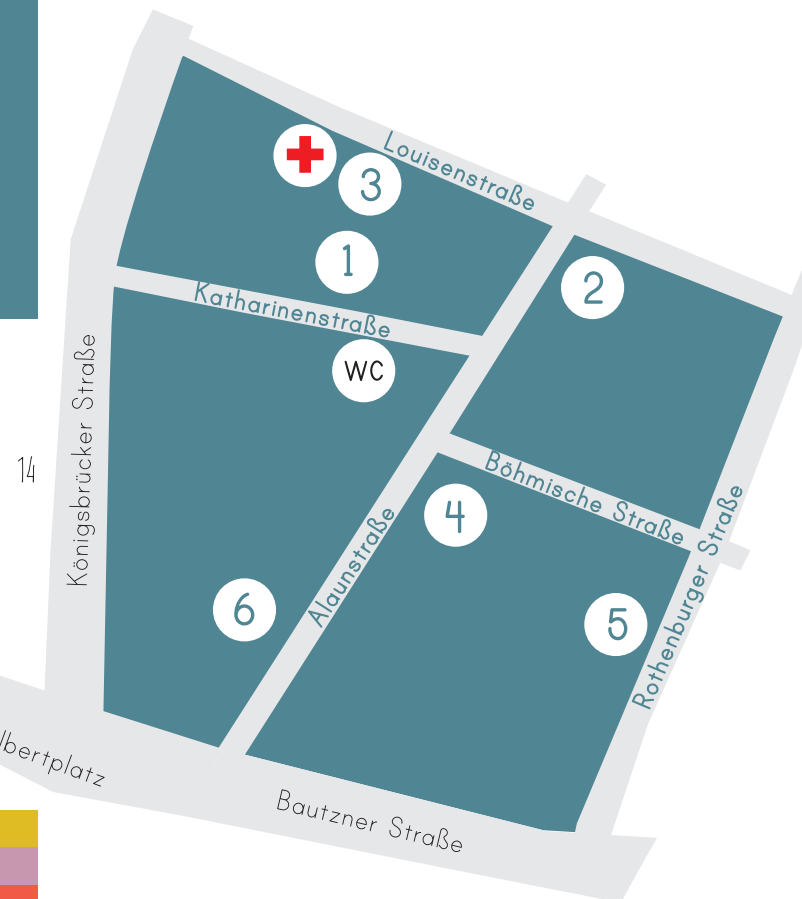 Louisenstraße
3
1
2
Katharinenstraße
WC
Königsbrücker Straße
14
Böhmische Straße
4
Alaunstraße
Rothenburger Straße
6
5
lbertplatz
Bautzner Straße